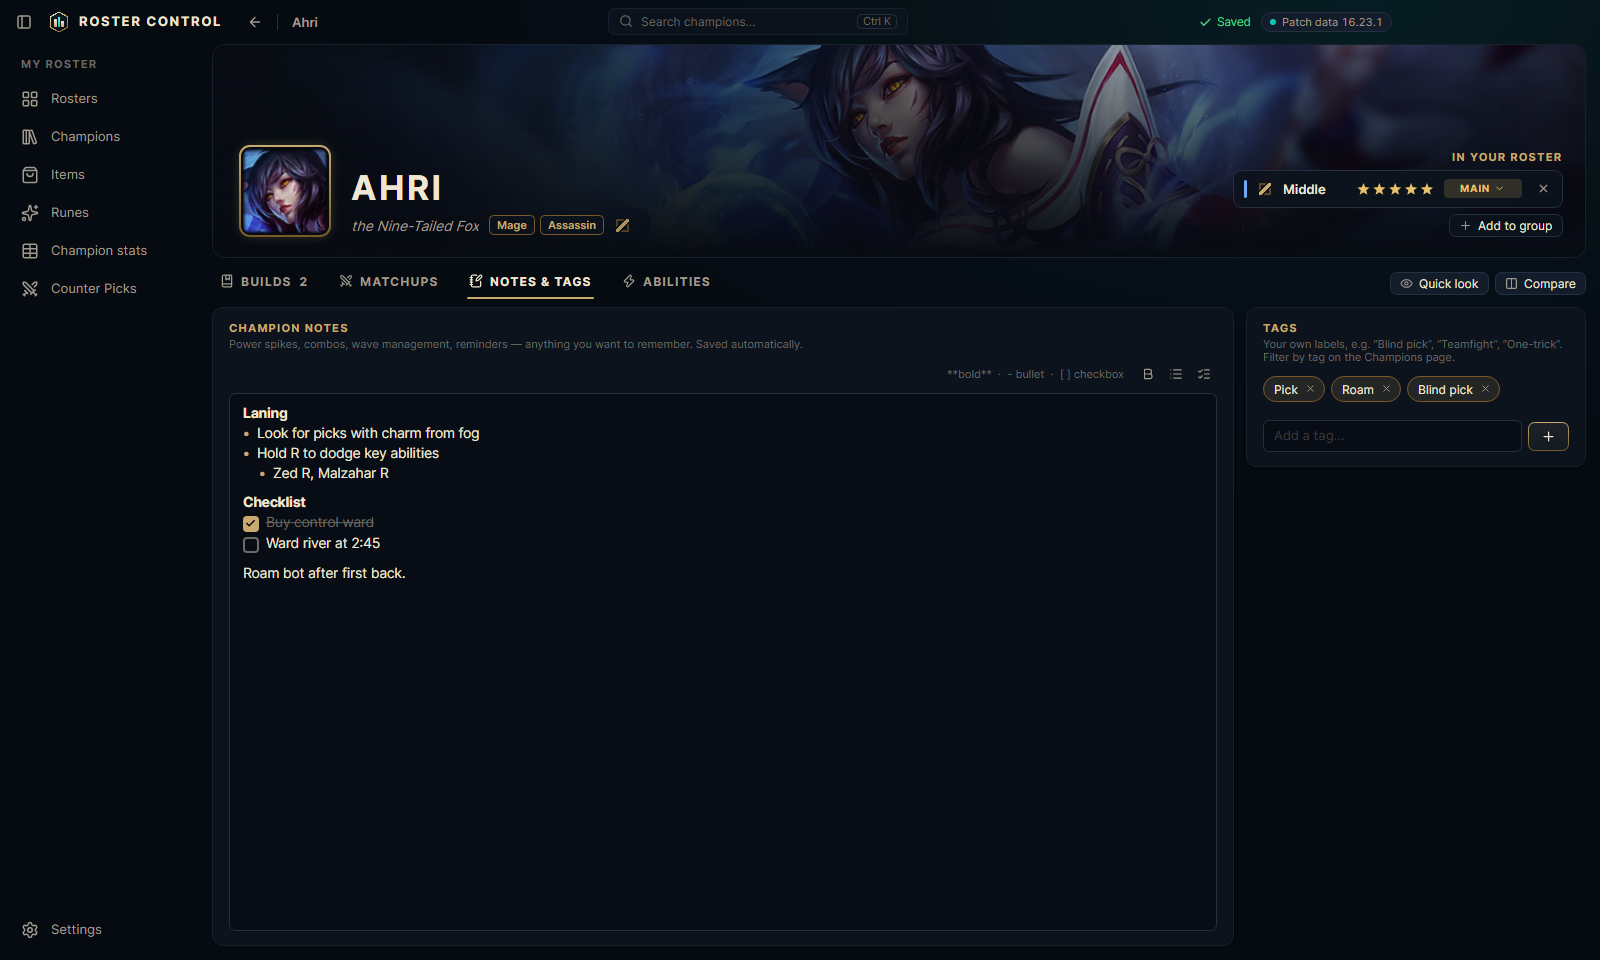 ROSTER CONTROL
Ahri
Search champions...
Ctrl K
Saved
Patch data 16.23.1
MY ROSTER
Rosters
Champions
Items
Runes
Champion stats
Counter Picks
Settings
AHRI
the Nine-Tailed Fox
Mage
Assassin
IN YOUR ROSTER
Middle
MAIN
Add to group
BUILDS 2
MATCHUPS
NOTES & TAGS
ABILITIES
Quick look
Compare
CHAMPION NOTES
Power spikes, combos, wave management, reminders — anything you want to remember. Saved automatically.
**bold** · - bullet · [ ] checkbox
B
Laning
• Look for picks with charm from fog
• Hold R to dodge key abilities
• Zed R, Malzahar R
Checklist
Buy control ward
Ward river at 2:45
Roam bot after first back.
TAGS
Your own labels, e.g. “Blind pick”, “Teamfight”, “One-trick”.
Filter by tag on the Champions page.
Pick
Roam
Blind pick
Add a tag...